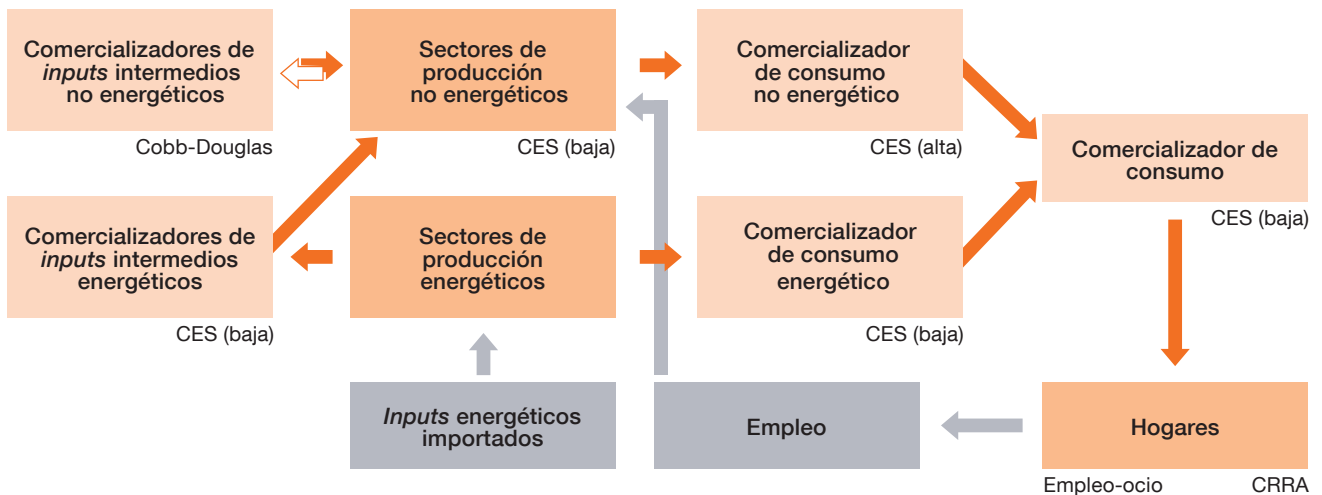 Comercializadores de
inputs intermedios
no energéticos
Cobb-Douglas
Sectores de
producción
no energéticos
CES (baja)
Comercializador
de consumo
no energético
CES (alta)
Comercializador de
consumo
CES (baja)
Comercializadores de
inputs intermedios
energéticos
CES (baja)
Sectores de
producción
energéticos
Comercializador
de consumo
energético
CES (baja)
Inputs energéticos
importados
Empleo
Hogares
Empleo-ocio
CRRA